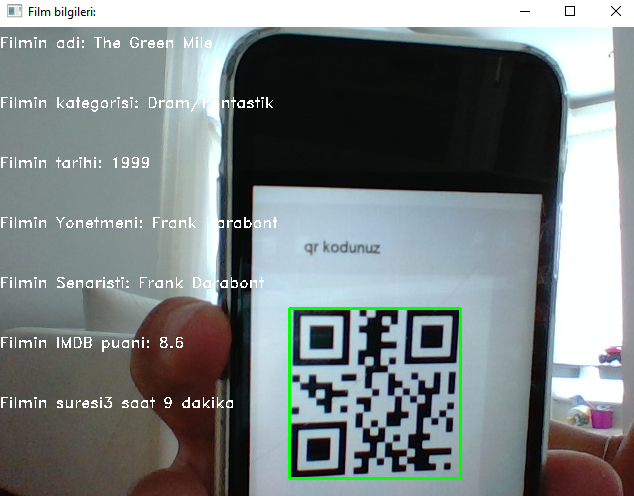 Film bilgileri:
Filmin adi: The Green Mile
Filmin kategorisi: Dram/Fantastik
Filmin tarihi: 1999
Filmin Yonetmeni: Frank Darabont
qr kodunuz
Filmin Senaristi: Frank Darabont
Filmin IMDB puani: 8.6
Filmin suresi3 saat 9 dakika